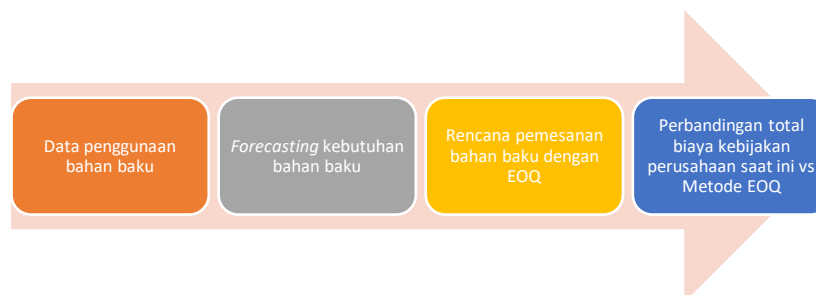 Data penggunaan
bahan baku
Forecasting kebutuhan
bahan baku
Rencana pemesanan
bahan baku dengan
EOQ
Perbandingan total
biaya kebijakan
perusahaan saat ini vs
Metode EOQ